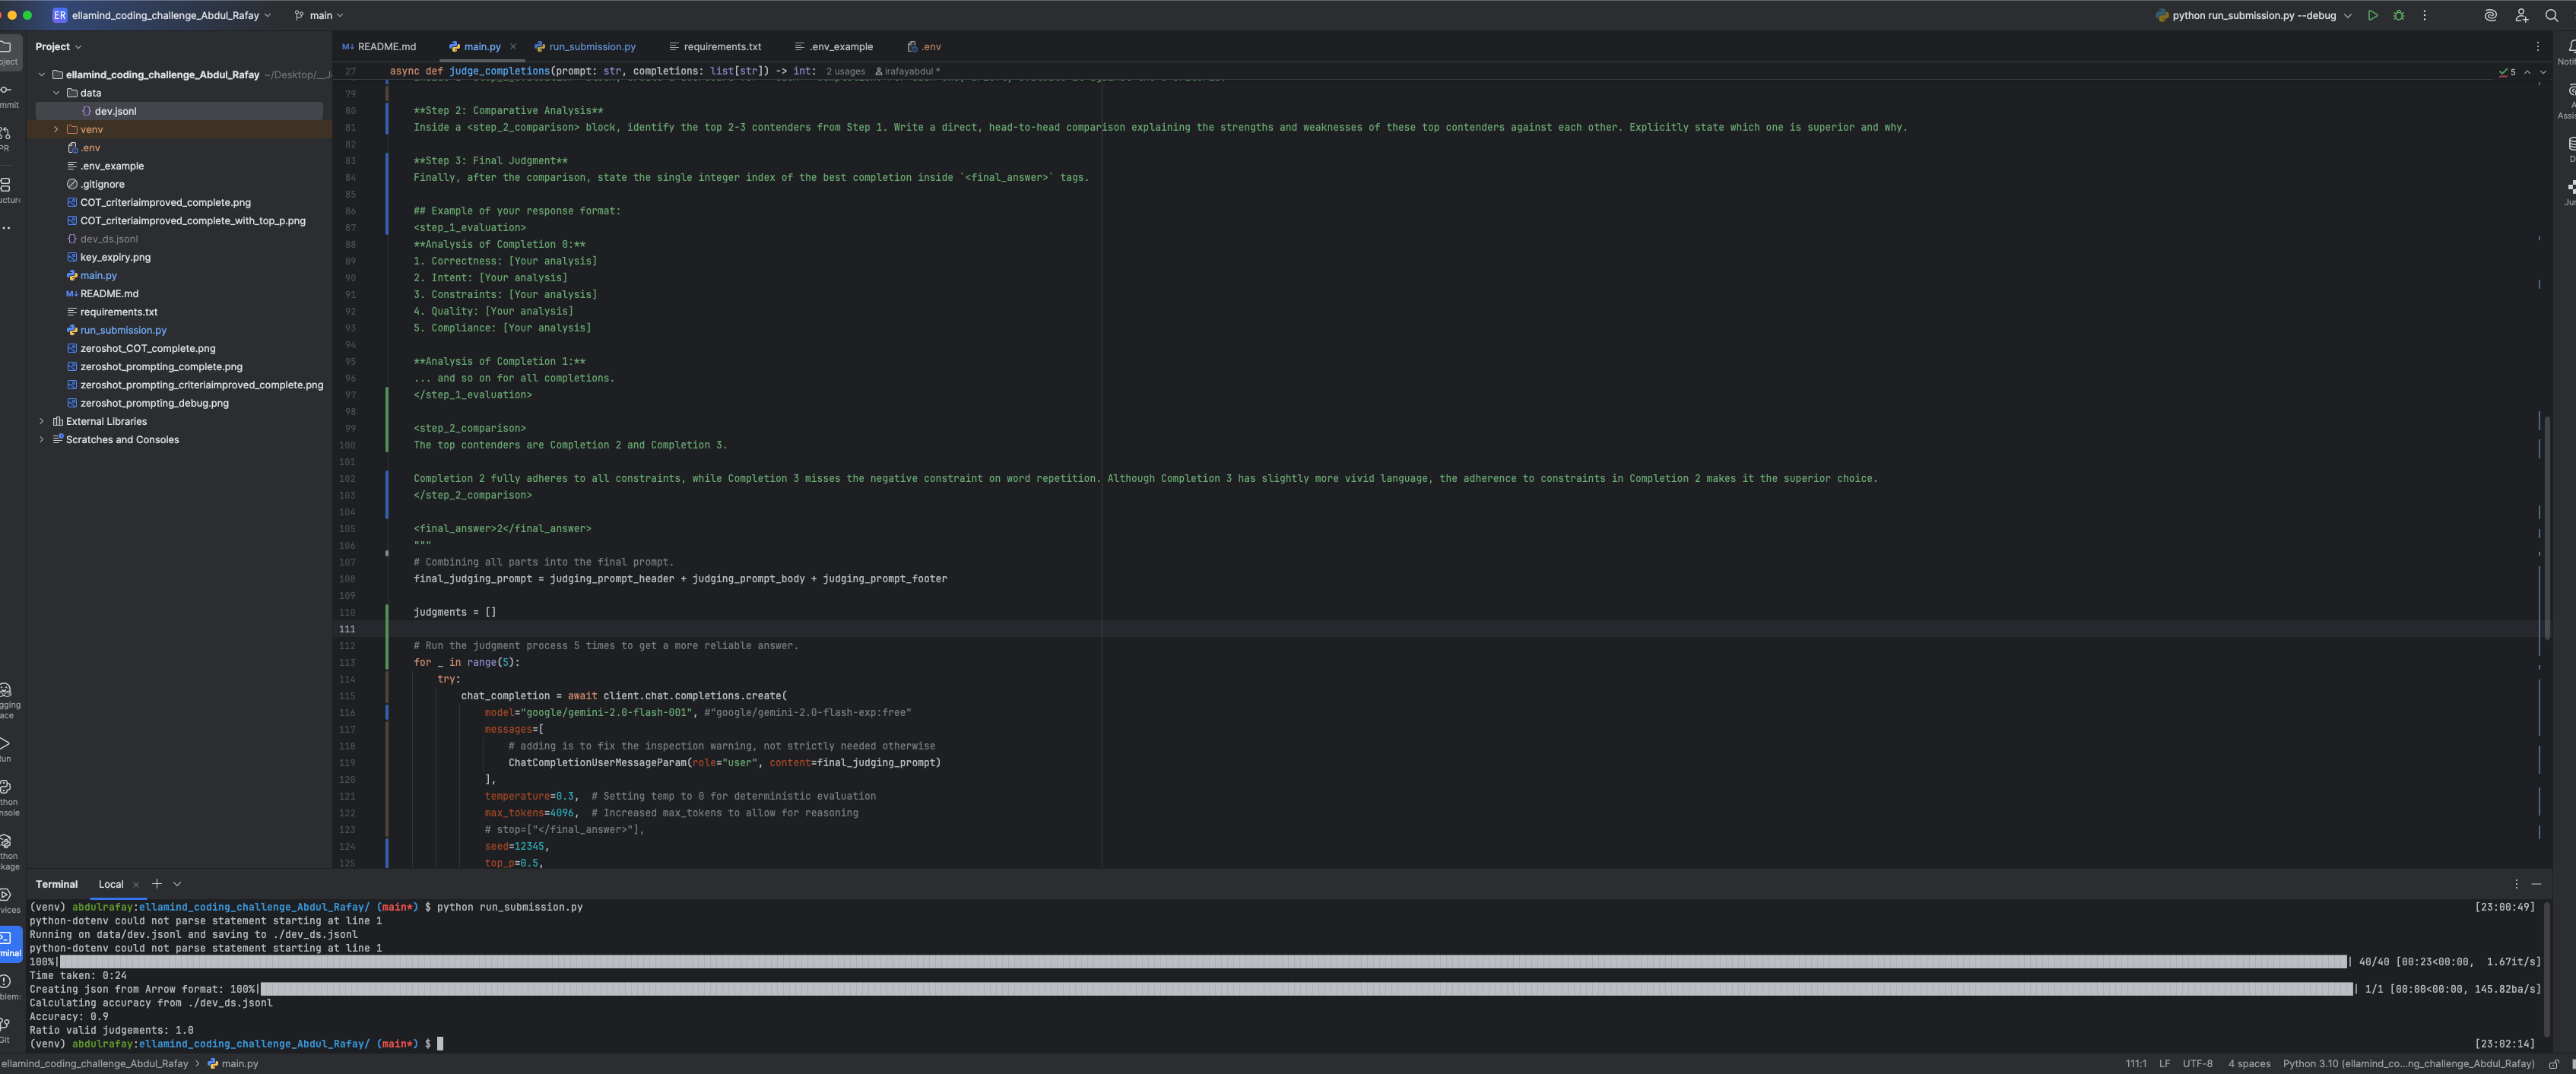 ER ellamind_coding_challenge_Abdul_Rafay main python run_submission.py --debug
Project
README.md main.py run_submission.py requirements.txt .env_example .env
27 async def judge_completions(prompt: str, completions: list[str]) -> int: 2 usages irafayabdul *
5
ellamind_coding_challenge_Abdul_Rafay ~/Desktop/__J
data
dev.jsonl
venv
.env
.env_example
.gitignore
COT_criteriaimproved_complete.png
COT_criteriaimproved_complete_with_top_p.png
dev_ds.jsonl
key_expiry.png
main.py
README.md
requirements.txt
run_submission.py
zeroshot_COT_complete.png
zeroshot_prompting_complete.png
zeroshot_prompting_criteriaimproved_complete.png
zeroshot_prompting_debug.png
External Libraries
Scratches and Consoles
79
80 **Step 2: Comparative Analysis**
81 Inside a <step_2_comparison> block, identify the top 2-3 contenders from Step 1. Write a direct, head-to-head comparison explaining the strengths and weaknesses of these top contenders against each other. Explicitly state which one is superior and why.
82
83 **Step 3: Final Judgment**
84 Finally, after the comparison, state the single integer index of the best completion inside `<final_answer>` tags.
85
86 ## Example of your response format:
87 <step_1_evaluation>
88 **Analysis of Completion 0:**
89 1. Correctness: [Your analysis]
90 2. Intent: [Your analysis]
91 3. Constraints: [Your analysis]
92 4. Quality: [Your analysis]
93 5. Compliance: [Your analysis]
94
95 **Analysis of Completion 1:**
96 ... and so on for all completions.
97 </step_1_evaluation>
98
99 <step_2_comparison>
100 The top contenders are Completion 2 and Completion 3.
101
102 Completion 2 fully adheres to all constraints, while Completion 3 misses the negative constraint on word repetition. Although Completion 3 has slightly more vivid language, the adherence to constraints in Completion 2 makes it the superior choice.
103 </step_2_comparison>
104
105 <final_answer>2</final_answer>
106 """
107 # Combining all parts into the final prompt.
108 final_judging_prompt = judging_prompt_header + judging_prompt_body + judging_prompt_footer
109
110 judgments = []
111
112 # Run the judgment process 5 times to get a more reliable answer.
113 for _ in range(5):
114 try:
115 chat_completion = await client.chat.completions.create(
116 model="google/gemini-2.0-flash-001", #"google/gemini-2.0-flash-exp:free"
117 messages=[
118 # adding is to fix the inspection warning, not strictly needed otherwise
119 ChatCompletionUserMessageParam(role="user", content=final_judging_prompt)
120 ],
121 temperature=0.3, # Setting temp to 0 for deterministic evaluation
122 max_tokens=4096, # Increased max_tokens to allow for reasoning
123 # stop=["</final_answer>"],
124 seed=12345,
125 top_p=0.5,
Terminal Local
(venv) abdulrafay:ellamind_coding_challenge_Abdul_Rafay/ (main*) $ python run_submission.py [23:00:49]
python-dotenv could not parse statement starting at line 1
Running on data/dev.jsonl and saving to ./dev_ds.jsonl
python-dotenv could not parse statement starting at line 1
100%| | 40/40 [00:23<00:00, 1.67it/s]
Time taken: 0:24
Creating json from Arrow format: 100%| | 1/1 [00:00<00:00, 145.82ba/s]
Calculating accuracy from ./dev_ds.jsonl
Accuracy: 0.9
Ratio valid judgements: 1.0
(venv) abdulrafay:ellamind_coding_challenge_Abdul_Rafay/ (main*) $ [23:02:14]
ellamind_coding_challenge_Abdul_Rafay > main.py 111:1 LF UTF-8 4 spaces Python 3.10 (ellamind_co...ng_challenge_Abdul_Rafay)